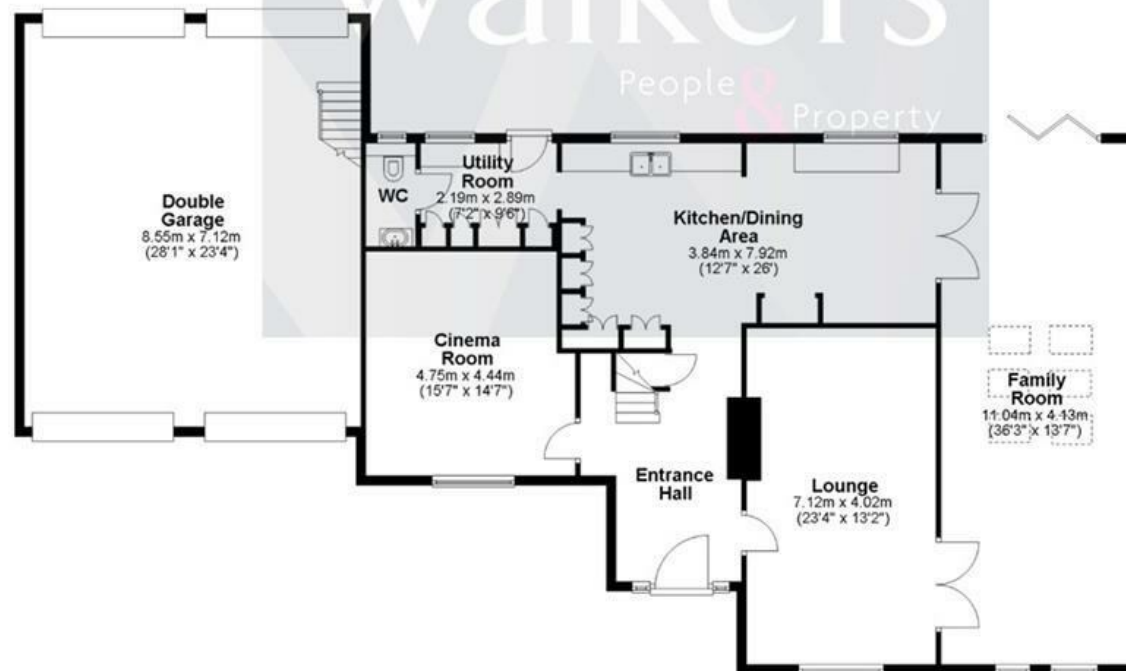 Walkers
People
&
Property
Double
Garage
8.55m x 7.12m
(28'1" x 23'4")
WC
Utility
Room
2.19m x 2.89m
(7'2" x 9'6")
Kitchen/Dining
Area
3.84m x 7.92m
(12'7" x 26')
Cinema
Room
4.75m x 4.44m
(15'7" x 14'7")
Entrance
Hall
Lounge
7.12m x 4.02m
(23'4" x 13'2")
Family
Room
11.04m x 4.13m
(36'3" x 13'7")